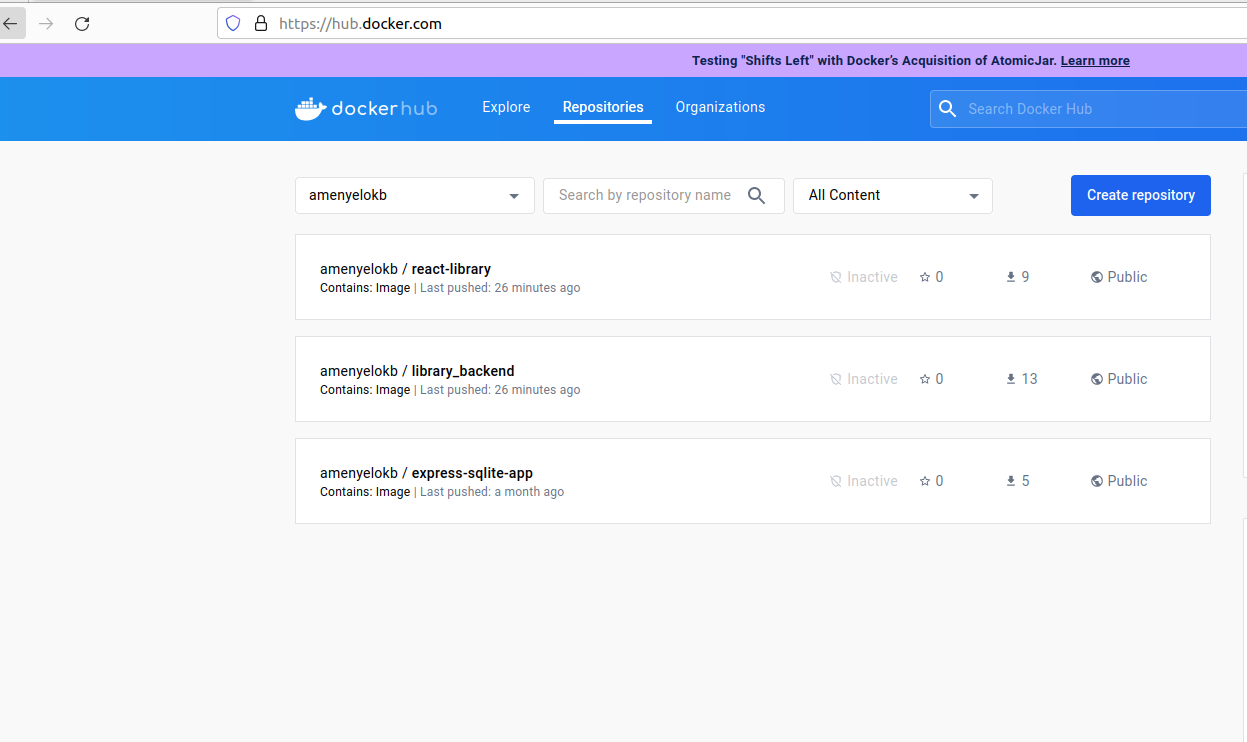 https://hub.docker.com
Testing "Shifts Left" with Docker's Acquisition of AtomicJar. Learn more
dockerhub Explore Repositories Organizations Search Docker Hub
amenyelokb Search by repository name All Content Create repository
amenyelokb / react-library
Contains: Image | Last pushed: 26 minutes ago
Inactive 0 9 Public
amenyelokb / library_backend
Contains: Image | Last pushed: 26 minutes ago
Inactive 0 13 Public
amenyelokb / express-sqlite-app
Contains: Image | Last pushed: a month ago
Inactive 0 5 Public